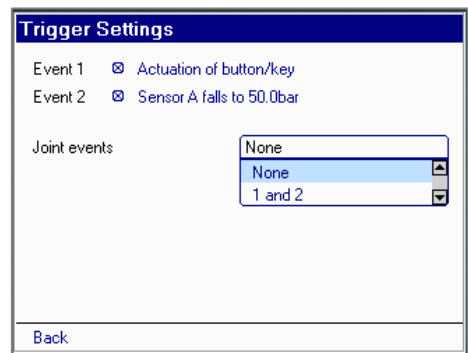 Trigger Settings
Event 1 Actuation of button/key
Event 2 Sensor A falls to 50.0bar
Joint events None
None
1 and 2
Back